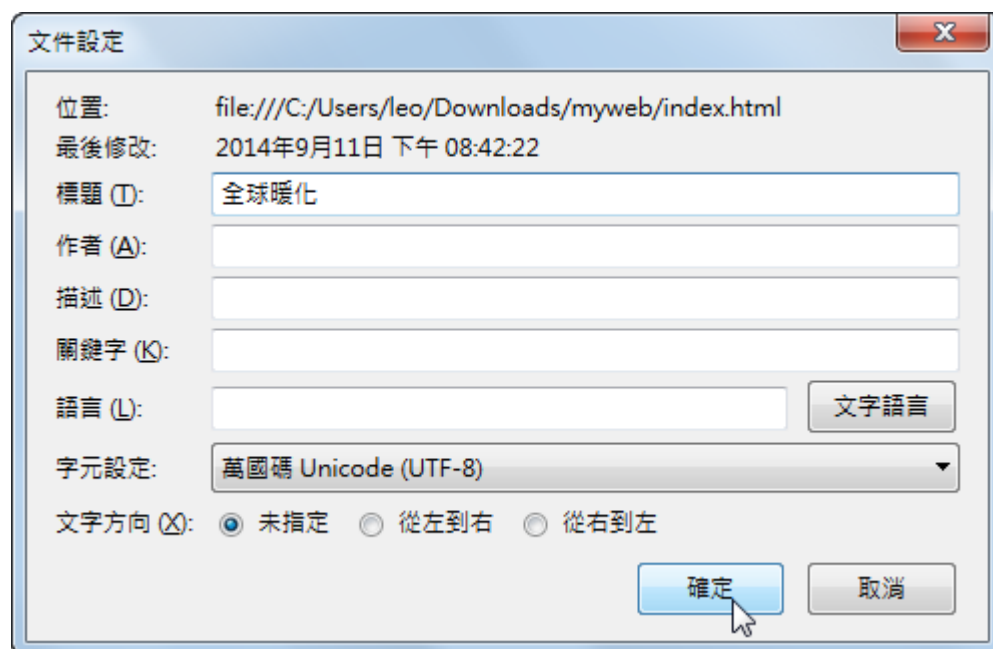 文件設定
位置: file:///C:/Users/leo/Downloads/myweb/index.html
最後修改: 2014年9月11日 下午 08:42:22
標題 (T): 全球暖化
作者 (A):
描述 (D):
關鍵字 (K):
語言 (L): 文字語言
字元設定: 萬國碼 Unicode (UTF-8)
文字方向 (X): 未指定 從左到右 從右到左
確定 取消